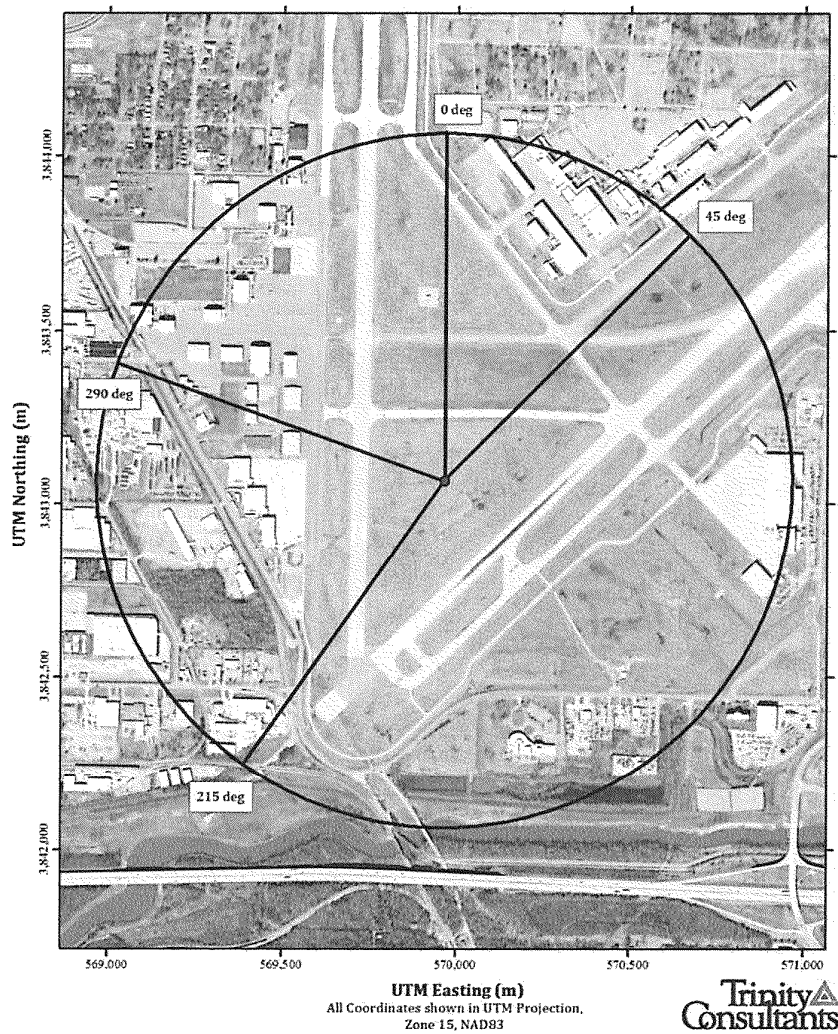 0 deg
45 deg
290 deg
215 deg
3,844,000
3,843,500
3,843,000
3,842,500
3,842,000
UTM Northing (m)
569,000
569,500
570,000
570,500
571,000
UTM Easting (m)
All Coordinates shown in UTM Projection,
Zone 15, NAD83
Trinity
Consultants